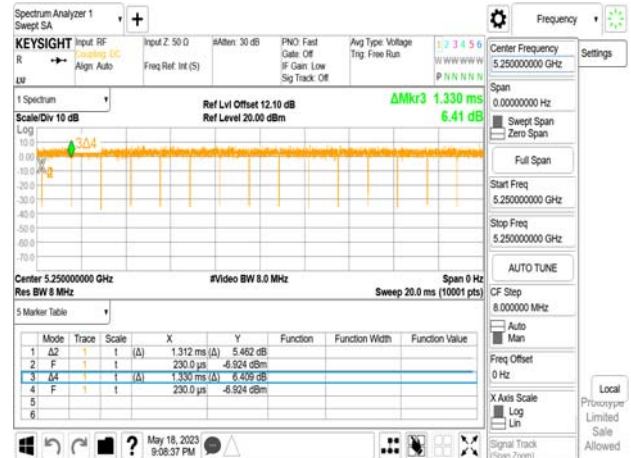 Spectrum Analyzer 1
Swept SA
+
Frequency
KEYSIGHT
R
LV
Input: RF
Coupling: DC
Align: Auto
Input Z: 50 Ω
Freq Ref: Int (S)
#Atten: 30 dB
PNO: Fast
Gate: Off
IF Gain: Low
Sig Track: Off
Avg Type: Voltage
Trig: Free Run
1 2 3 4 5 6
W W W W W W
P N N N N N
1 Spectrum
Scale/Div 10 dB
Ref Lvl Offset 12.10 dB
Ref Level 20.00 dBm
ΔMkr3 1.330 ms
6.41 dB
Log
10.0
0.00
-10.0
-20.0
-30.0
-40.0
-50.0
-60.0
-70.0
3Δ4
2
Center 5.250000000 GHz
Res BW 8 MHz
#Video BW 8.0 MHz
Span 0 Hz
Sweep 20.0 ms (10001 pts)
5 Marker Table
Mode Trace Scale X Y Function Function Width Function Value
1 Δ2 1 t (Δ) 1.312 ms (Δ) 5.462 dB
2 F 1 t 230.0 µs -6.924 dBm
3 Δ4 1 t (Δ) 1.330 ms (Δ) 6.409 dB
4 F 1 t 230.0 µs -6.924 dBm
5
6
May 18, 2023
9:08:37 PM
?
Center Frequency
5.250000000 GHz
Span
0.00000000 Hz
Swept Span
Zero Span
Full Span
Start Freq
5.250000000 GHz
Stop Freq
5.250000000 GHz
AUTO TUNE
CF Step
8.000000 MHz
Auto
Man
Freq Offset
0 Hz
X Axis Scale
Log
Lin
Signal Track
(Span Zoom)
Settings
Local
Prototype
Limited
Sale
Allowed